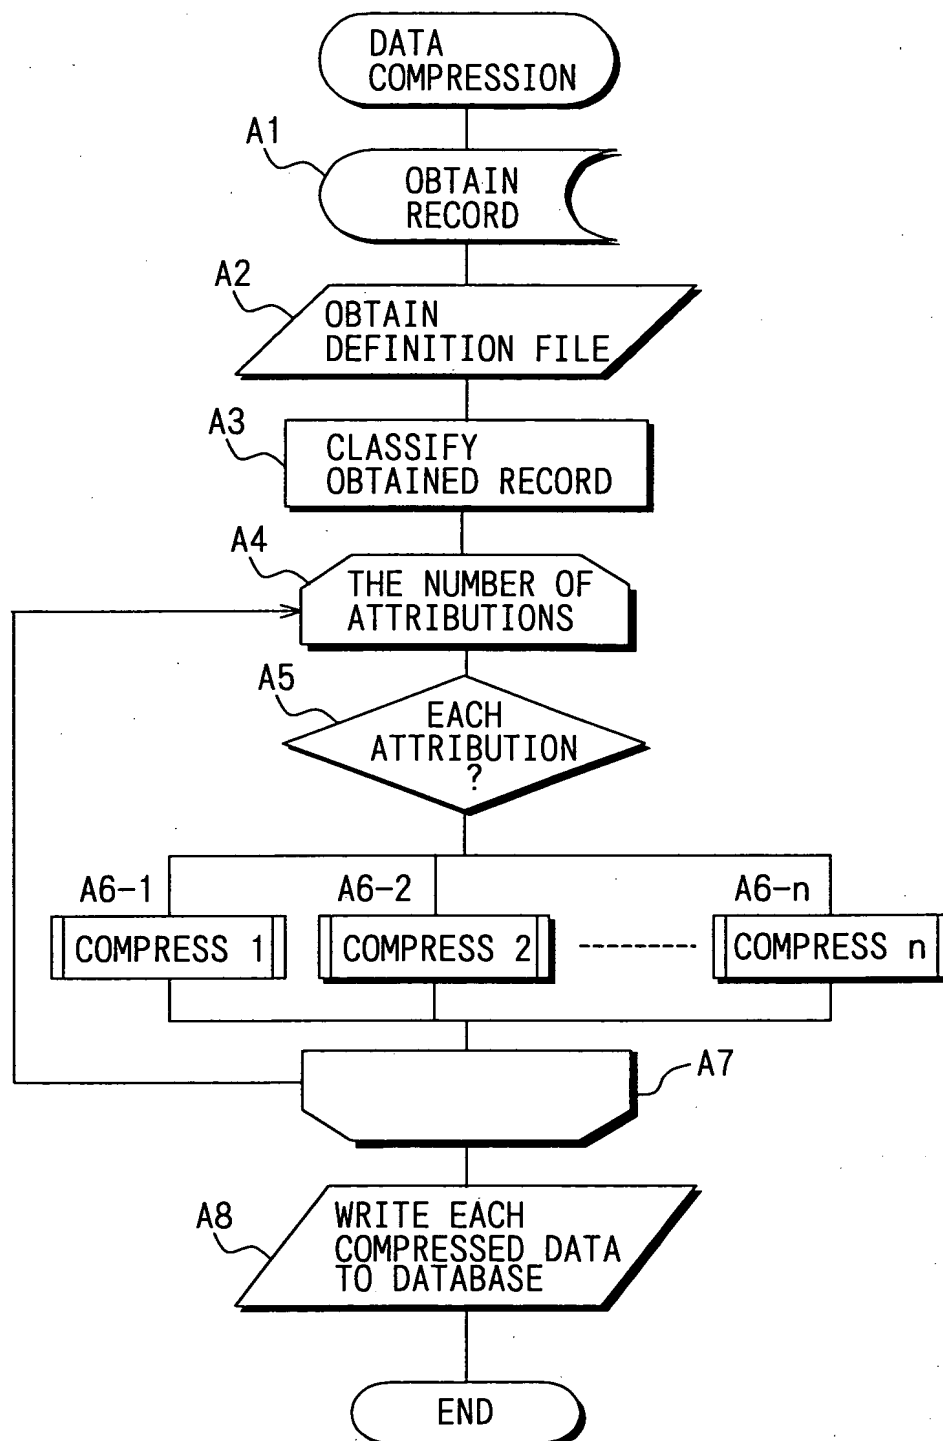 DATA
COMPRESSION
A1
OBTAIN
RECORD
A2
OBTAIN
DEFINITION FILE
A3
CLASSIFY
OBTAINED RECORD
A4
THE NUMBER OF
ATTRIBUTIONS
A5
EACH
ATTRIBUTION
?
A6-1
A6-2
A6-n
COMPRESS 1
COMPRESS 2
COMPRESS n
A7
A8
WRITE EACH
COMPRESSED DATA
TO DATABASE
END